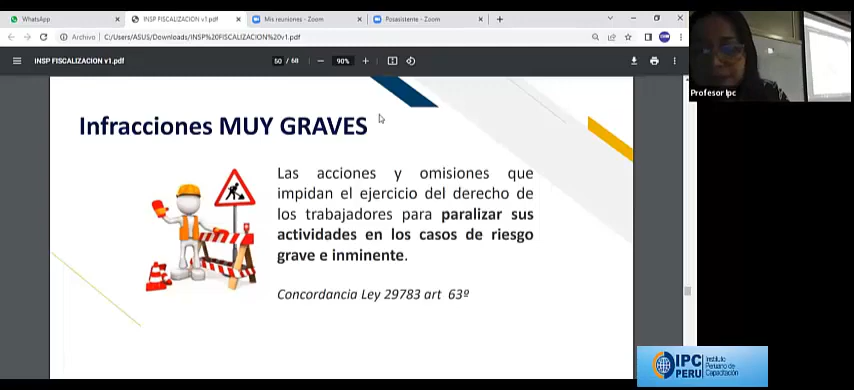 WhatsApp
INSP FISCALIZACION v1.pdf
Mis reuniones - Zoom
Posasistente - Zoom
Archivo
C:/Users/ASUS/Downloads/INSP%20FISCALIZACION%20v1.pdf
INSP FISCALIZACION v1.pdf
50 / 68
90%
Profesor Ipc
Infracciones MUY GRAVES
Las acciones y omisiones que
impidan el ejercicio del derecho de
los trabajadores para paralizar sus
actividades en los casos de riesgo
grave e inminente.
Concordancia Ley 29783 art 63º
IPC
PERU
Instituto
Peruano de
Capacitación